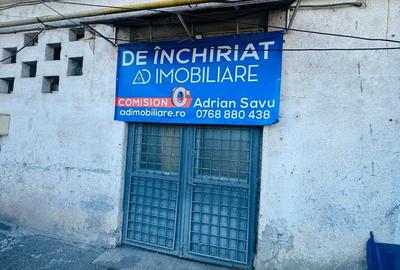 DE ÎNCHIRIAT
AD IMOBILIARE
COMISION 0% Adrian Savu
adimobiliare.ro 0768 880 438